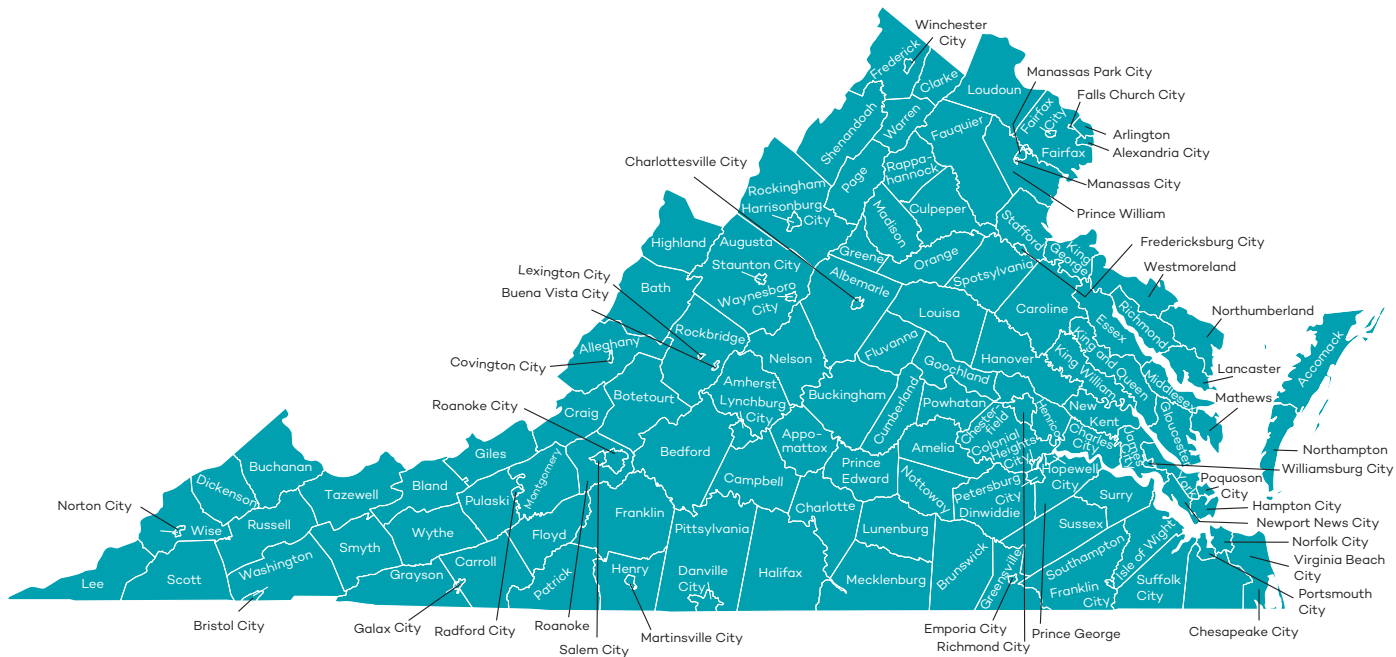 Winchester
City
Frederick
Clarke
Loudoun
Manassas Park City
Falls Church City
Fairfax
City
Arlington
Alexandria City
Fairfax
Manassas City
Prince William
Shenandoah
Warren
Fauquier
Charlottesville City
Page
Rappa-
hannock
Rockingham
Harrisonburg
City
Madison
Culpeper
Stafford
King
George
Fredericksburg City
Westmoreland
Highland
Augusta
Staunton City
Waynesboro
City
Greene
Orange
Albemarle
Spotsylvania
Lexington City
Buena Vista City
Bath
Louisa
Caroline
Richmond
Essex
Northumberland
Accomack
Rockbridge
Alleghany
Covington City
Nelson
Fluvanna
Goochland
Hanover
King and Queen
King William
Middlesex
Lancaster
Mathews
Roanoke City
Botetourt
Craig
Amherst
Lynchburg
City
Buckingham
Cumberland
Powhatan
Chester
field
Henrico
New
Kent
Charles
City
James
City
Gloucester
Northampton
Williamsburg City
Giles
Montgomery
Bedford
Appo-
mattox
Amelia
Colonial
Heights
City
Hopewell
City
York
Poquoson
City
Hampton City
Newport News City
Buchanan
Dickenson
Tazewell
Bland
Pulaski
Campbell
Prince
Edward
Nottoway
Petersburg
City
Dinwiddie
Surry
Norton City
Wise
Russell
Wythe
Floyd
Franklin
Pittsylvania
Charlotte
Lunenburg
Sussex
Isle of Wight
Norfolk City
Virginia Beach
City
Lee
Scott
Washington
Smyth
Grayson
Carroll
Patrick
Henry
Danville
City
Halifax
Mecklenburg
Brunswick
Greensville
Southampton
Franklin
City
Suffolk
City
Portsmouth
City
Bristol City
Galax City
Radford City
Roanoke
Salem City
Martinsville City
Emporia City
Richmond City
Prince George
Chesapeake City